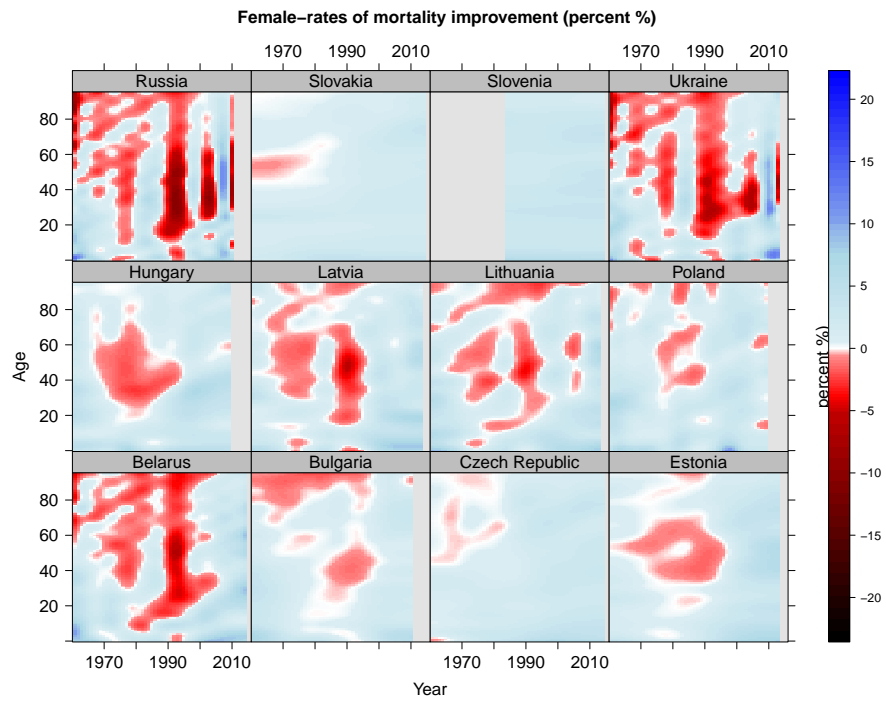 Female−rates of mortality improvement (percent %)
1970 1990 2010 1970 1990 2010
Russia Slovakia Slovenia Ukraine
80
60
40
20
Hungary Latvia Lithuania Poland
80
60
40
20
Belarus Bulgaria Czech Republic Estonia
80
60
40
20
1970 1990 2010 1970 1990 2010
Age
Year
20
15
10
5
0
−5
−10
−15
−20
percent %)